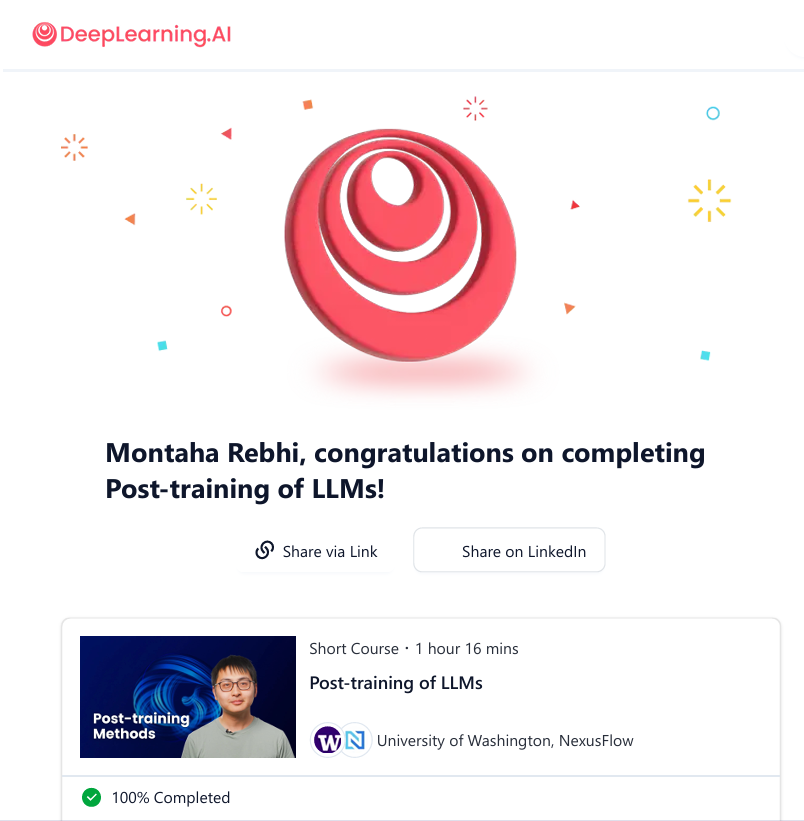 DeepLearning.AI
Montaha Rebhi, congratulations on completing
Post-training of LLMs!
Share via Link
Share on LinkedIn
Post-training
Methods
Short Course · 1 hour 16 mins
Post-training of LLMs
W N University of Washington, NexusFlow
100% Completed